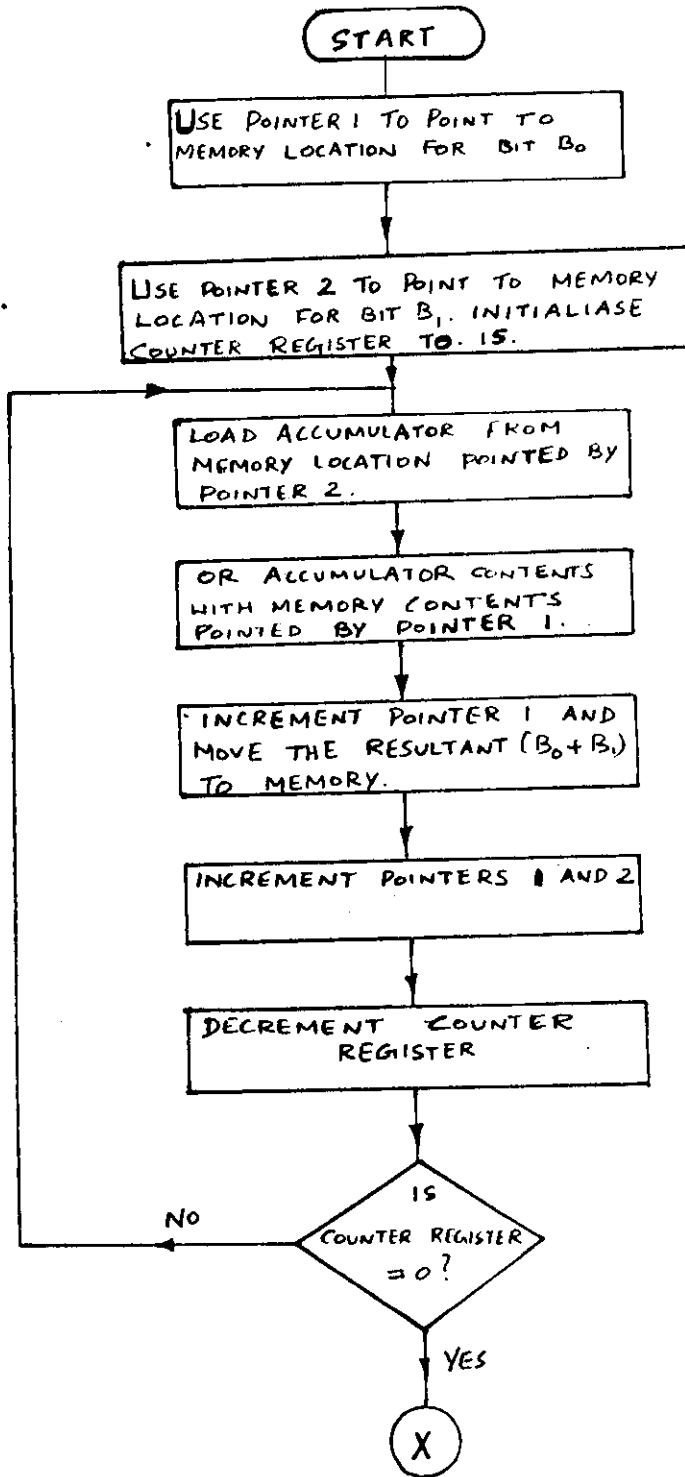 START
USE POINTER 1 TO POINT TO
MEMORY LOCATION FOR BIT B₀
USE POINTER 2 TO POINT TO MEMORY
LOCATION FOR BIT B₁. INITIALIASE
COUNTER REGISTER TO. 15.
LOAD ACCUMULATOR FROM
MEMORY LOCATION POINTED BY
POINTER 2.
OR ACCUMULATOR CONTENTS
WITH MEMORY CONTENTS
POINTED BY POINTER 1.
INCREMENT POINTER 1 AND
MOVE THE RESULTANT (B₀+B₁)
TO MEMORY.
INCREMENT POINTERS 1 AND 2
DECREMENT COUNTER
REGISTER
IS
COUNTER REGISTER
=0?
NO
YES
X